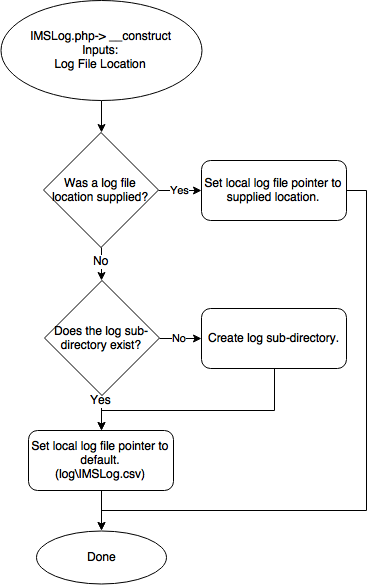 IMSLog.php-> __construct
Inputs:
Log File Location
Was a log file
location supplied?
Yes
Set local log file pointer to
supplied location.
No
Does the log sub-
directory exist?
No
Create log sub-directory.
Yes
Set local log file pointer to
default.
(log\IMSLog.csv)
Done